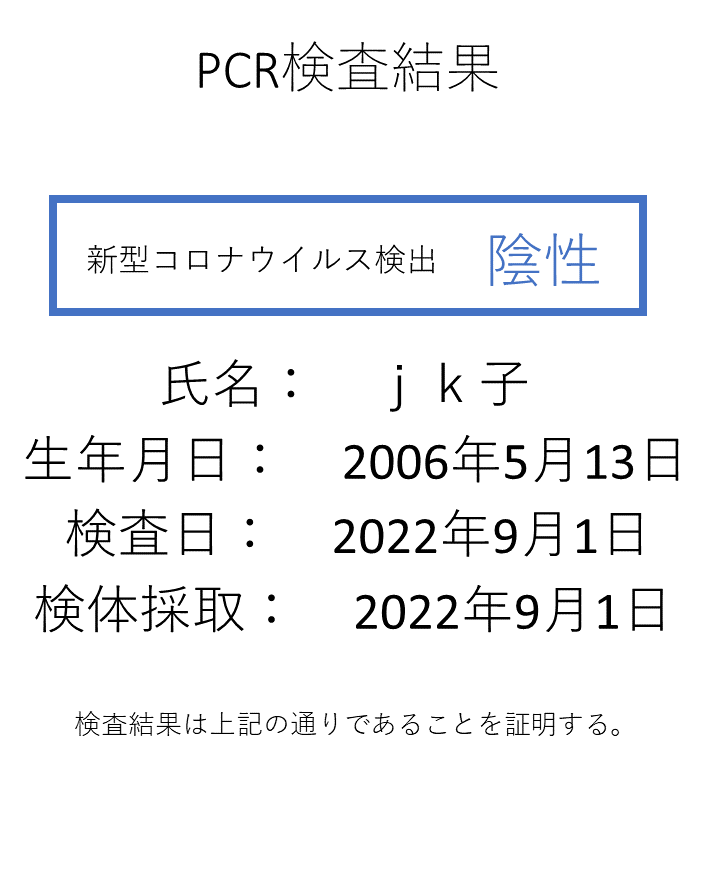 PCR検査結果
新型コロナウイルス検出 陰性
氏名： ｊｋ子
生年月日： 2006年5月13日
検査日： 2022年9月1日
検体採取： 2022年9月1日
検査結果は上記の通りであることを証明する。